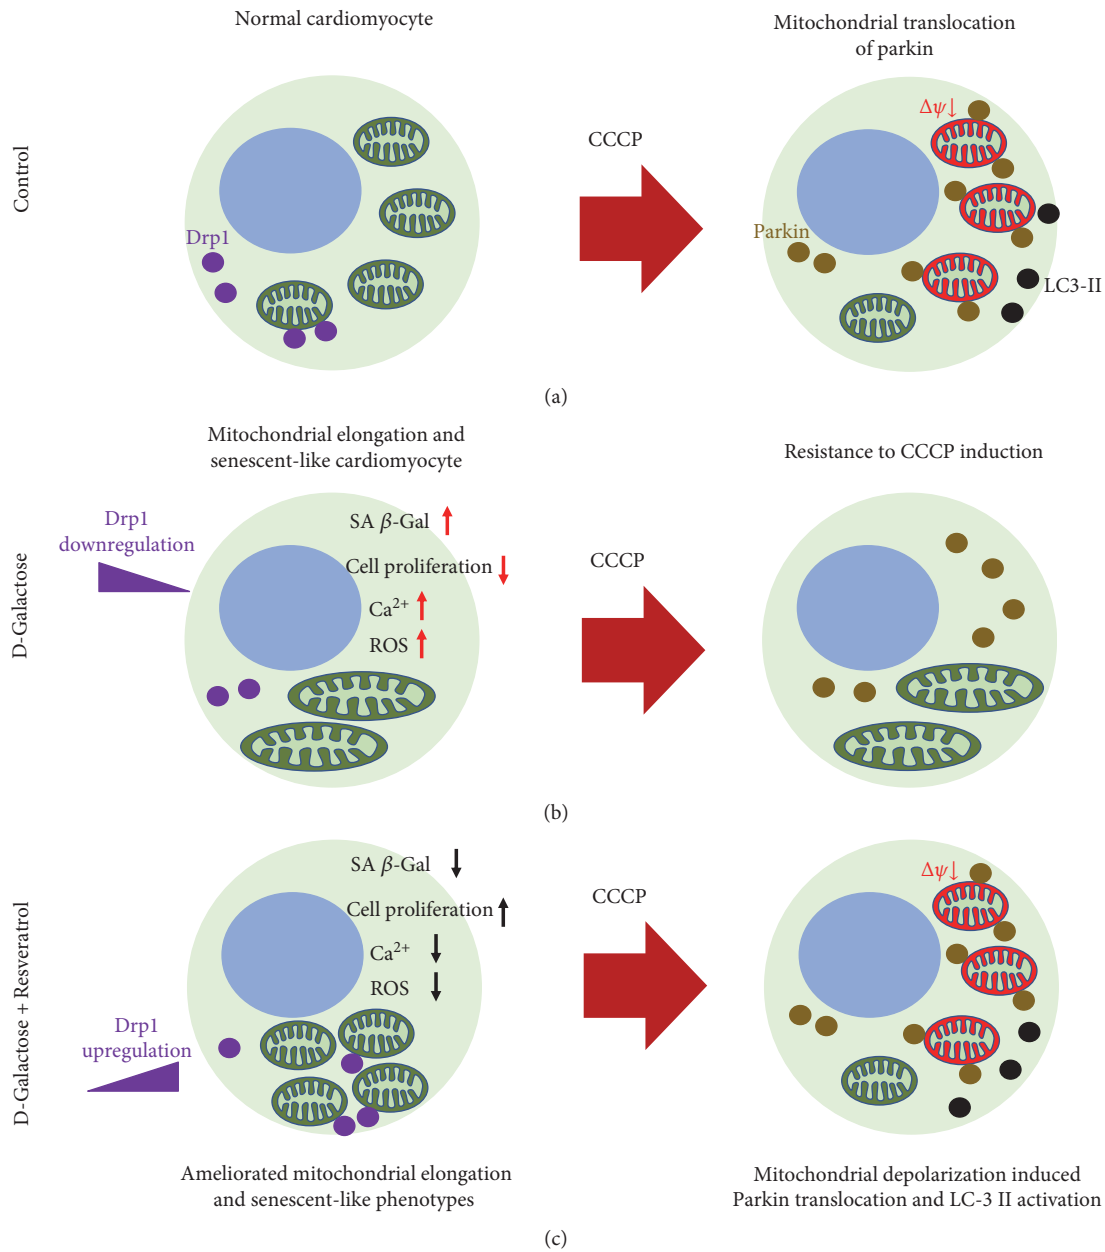 Normal cardiomyocyte
Mitochondrial translocation
of parkin
Control
Drp1
CCCP
Δψ↓
Parkin
LC3-II
(a)
Mitochondrial elongation and
senescent-like cardiomyocyte
Resistance to CCCP induction
D-Galactose
Drp1
downregulation
SA β-Gal ↑
Cell proliferation ↓
Ca²⁺ ↑
ROS ↑
CCCP
(b)
D-Galactose + Resveratrol
Drp1
upregulation
SA β-Gal ↓
Cell proliferation ↑
Ca²⁺ ↓
ROS ↓
CCCP
Δψ↓
Ameliorated mitochondrial elongation
and senescent-like phenotypes
Mitochondrial depolarization induced
Parkin translocation and LC-3 II activation
(c)